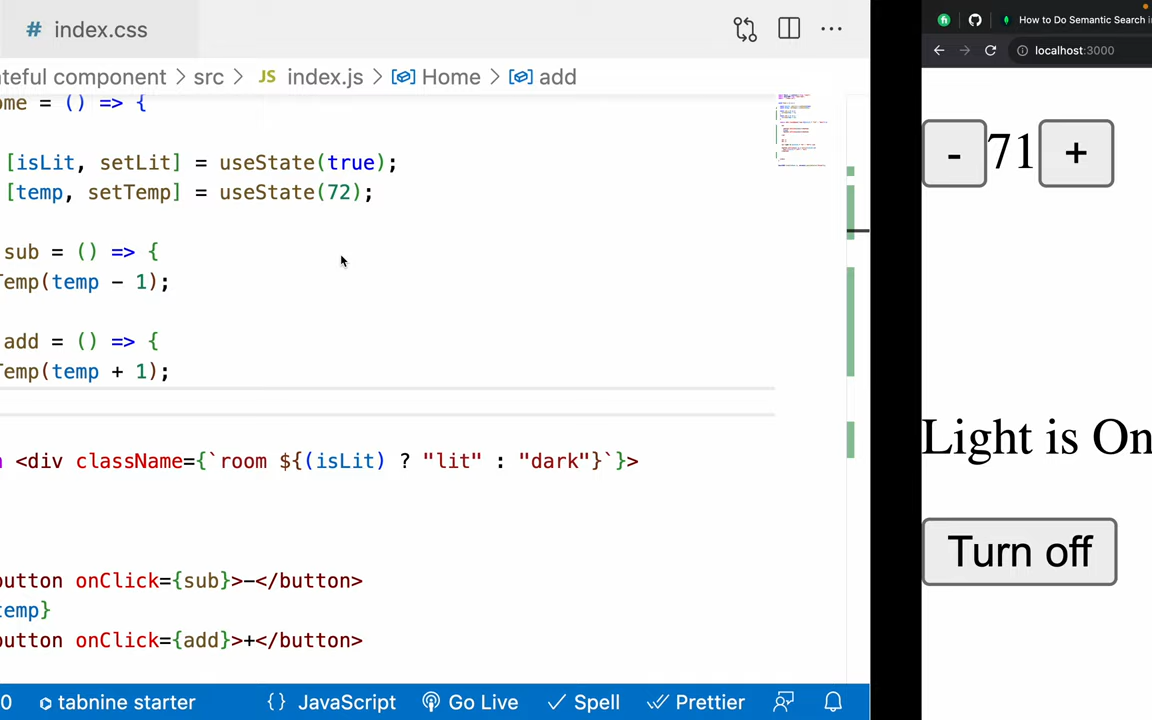 # index.css
ateful component > src > JS index.js > Home > add
ome = () => {
[isLit, setLit] = useState(true);
[temp, setTemp] = useState(72);
sub = () => {
Temp(temp - 1);
add = () => {
Temp(temp + 1);
<div className={`room ${(isLit) ? "lit" : "dark"}`}>
utton onClick={sub}>-</button>
temp}
utton onClick={add}>+</button>
0 tabnine starter {} JavaScript Go Live Spell Prettier
How to Do Semantic Search in
localhost:3000
- 71 +
Light is On
Turn off